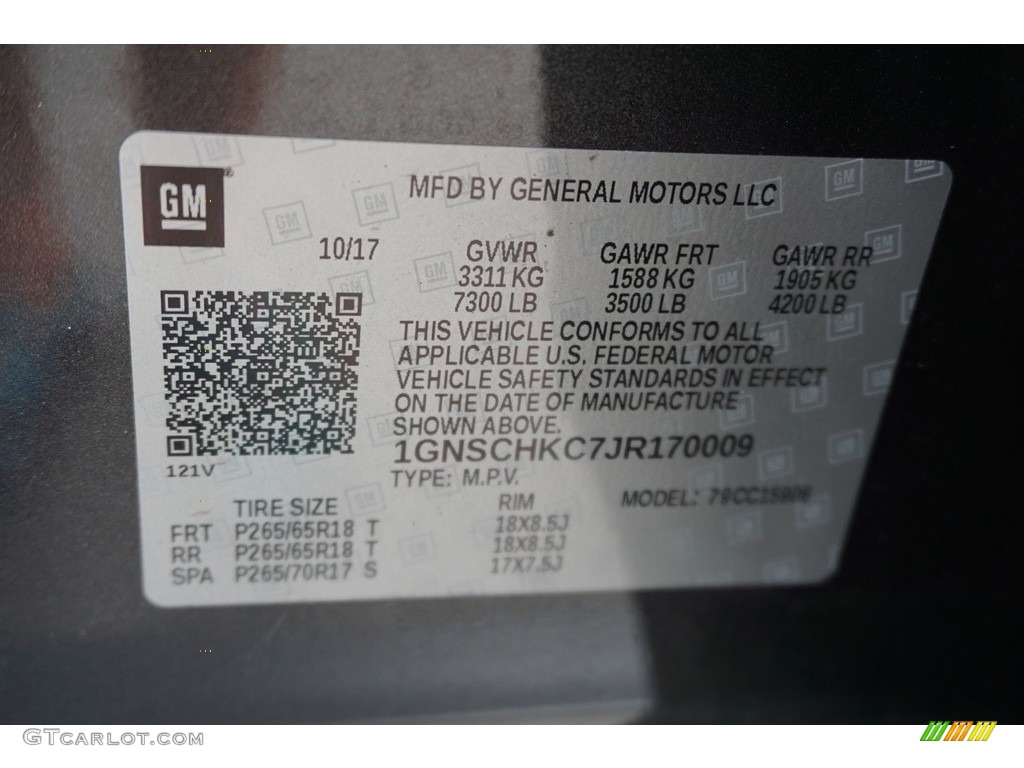 GM
MFD BY GENERAL MOTORS LLC
10/17 GVWR GAWR FRT GAWR RR
3311 KG 1588 KG 1905 KG
7300 LB 3500 LB 4200 LB
THIS VEHICLE CONFORMS TO ALL
APPLICABLE U.S. FEDERAL MOTOR
VEHICLE SAFETY STANDARDS IN EFFECT
ON THE DATE OF MANUFACTURE
SHOWN ABOVE.
1GNSCHKC7JR170009
121V
TYPE: M.P.V.
TIRE SIZE RIM MODEL: 79CC15906
FRT P265/65R18 T 18X8.5J
RR P265/65R18 T 18X8.5J
SPA P265/70R17 S 17X7.5J
GTCARLOT.COM